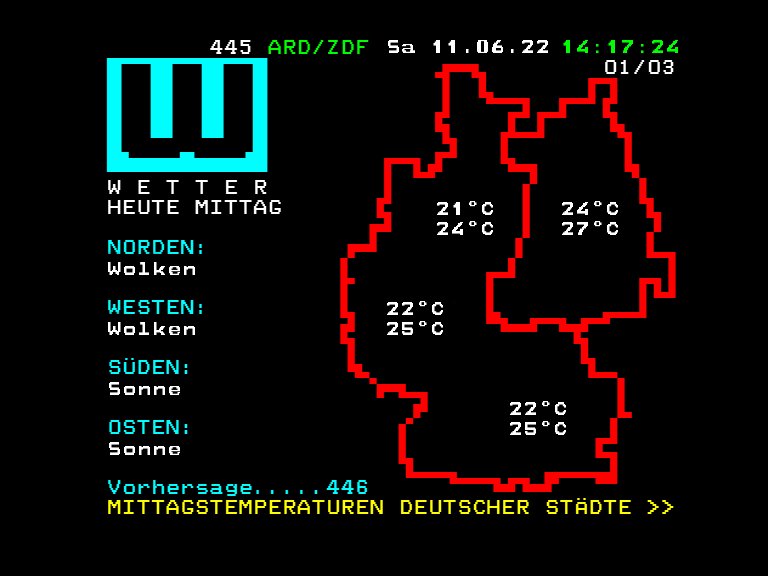 445 ARD/ZDF Sa 11.06.22 14:17:24
01/03
W E T T E R
HEUTE MITTAG
21°C 24°C
24°C 27°C
NORDEN:
Wolken
WESTEN:
22°C
Wolken
25°C
SÜDEN:
Sonne
22°C
OSTEN:
25°C
Sonne
Vorhersage.....446
MITTAGSTEMPERATUREN DEUTSCHER STÄDTE >>